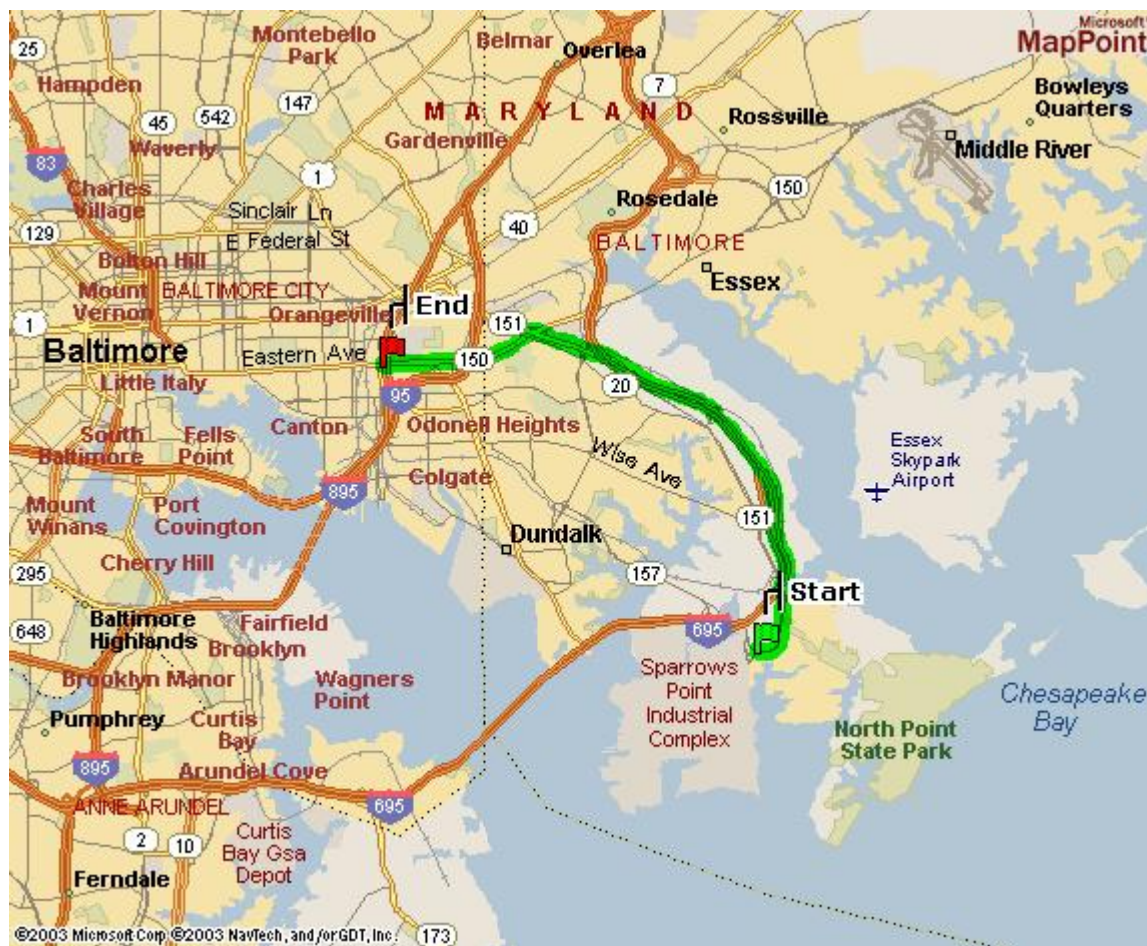 Microsoft
MapPoint
25
Montebello
Park
Belmar
Overlea
Hampden
7
Bowleys
Quarters
147
MARYLAND
45
542
Rossville
Waverly
Gardenville
Middle River
83
1
150
Charles
Village
Rosedale
Sinclair Ln
129
40
E Federal St
BALTIMORE
Bolton Hill
Essex
Mount
Vernon
BALTIMORE CITY
End
Orangeville
1
151
Baltimore
Eastern Ave
150
Little Italy
20
95
Canton
Odonell Heights
South
Baltimore
Fells
Point
Essex
Skypark
Airport
Wise Ave
Colgate
895
Mount
Winans
Port
Covington
151
Dundalk
Cherry Hill
295
157
Start
Baltimore
Highlands
Fairfield
648
Brooklyn
695
Sparrows
Point
Industrial
Complex
Brooklyn Manor
Wagners
Point
Chesapeake
Bay
Pumphrey
Curtis
Bay
North Point
State Park
895
Arundel Cove
695
ANNE ARUNDEL
2
10
Curtis
Bay Gsa
Depot
Ferndale
173
©2003 Microsoft Corp ©2003 NavTech, and/or GDT, Inc.